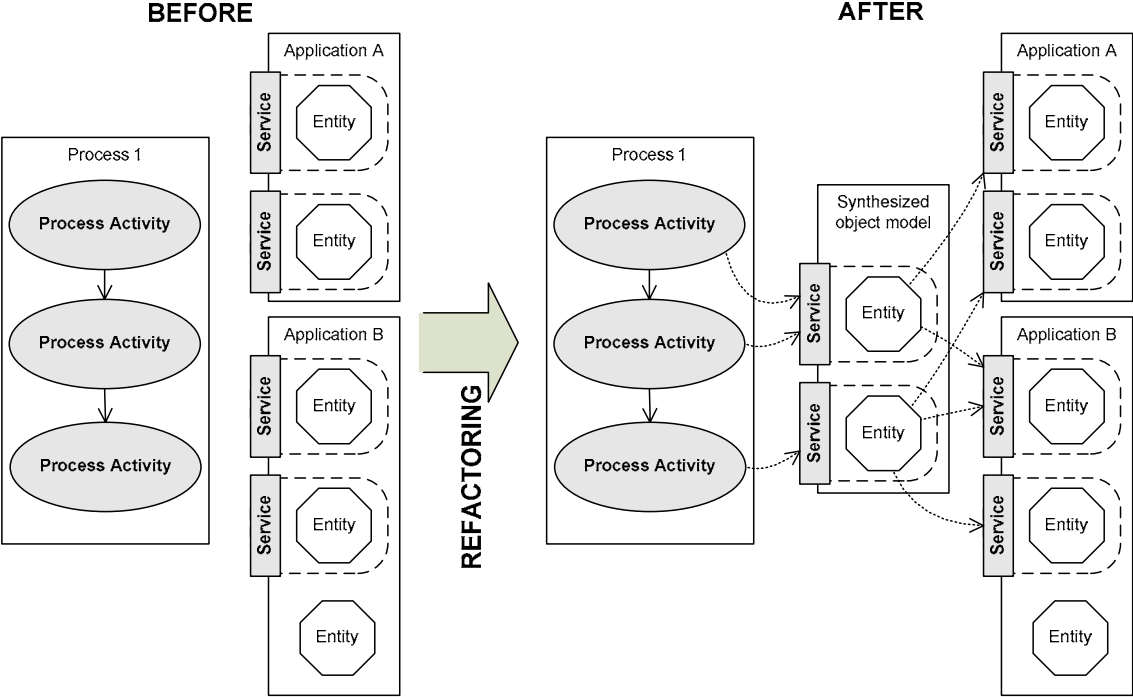 BEFORE
Application A
Service
Entity
Service
Entity
Process 1
Process Activity
Process Activity
Process Activity
Application B
Service
Entity
Service
Entity
Entity
REFACTORING
AFTER
Process 1
Process Activity
Process Activity
Process Activity
Synthesized
object model
Service
Entity
Service
Entity
Application A
Service
Entity
Service
Entity
Application B
Service
Entity
Service
Entity
Entity